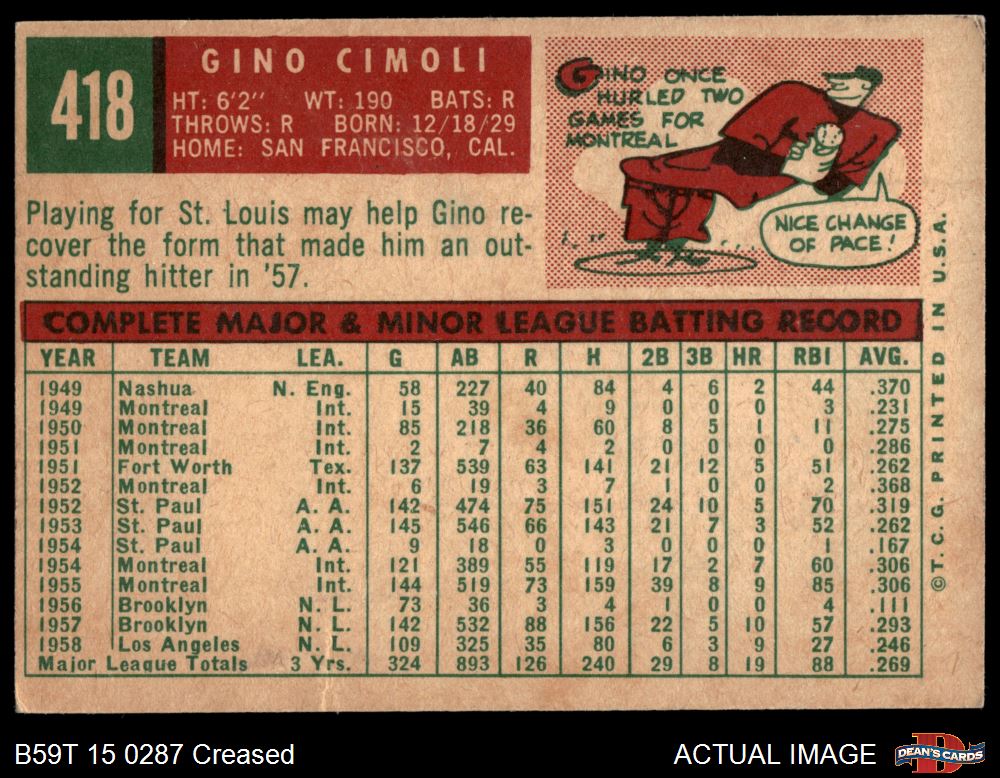 418
GINO CIMOLI
HT: 6'2" WT: 190 BATS: R
THROWS: R BORN: 12/18/29
HOME: SAN FRANCISCO, CAL.
GINO ONCE
HURLED TWO
GAMES FOR
MONTREAL
NICE CHANGE
OF PACE!
Playing for St. Louis may help Gino re-
cover the form that made him an out-
standing hitter in '57.
COMPLETE MAJOR & MINOR LEAGUE BATTING RECORD
YEAR TEAM LEA. G AB R H 2B 3B HR RBI AVG.
1949 Nashua N. Eng. 58 227 40 84 4 6 2 44 .370
1949 Montreal Int. 15 39 4 9 0 0 0 3 .231
1950 Montreal Int. 85 218 36 60 8 5 1 11 .275
1951 Montreal Int. 2 7 4 2 0 0 0 0 .286
1951 Fort Worth Tex. 137 539 63 141 21 12 5 51 .262
1952 Montreal Int. 6 19 3 7 1 0 0 2 .368
1952 St. Paul A. A. 142 474 75 151 24 10 5 70 .319
1953 St. Paul A. A. 145 546 66 143 21 7 3 52 .262
1954 St. Paul A. A. 9 18 0 3 0 0 0 1 .167
1954 Montreal Int. 121 389 55 119 17 2 7 60 .306
1955 Montreal Int. 144 519 73 159 39 8 9 85 .306
1956 Brooklyn N. L. 73 36 3 4 1 0 0 4 .111
1957 Brooklyn N. L. 142 532 88 156 22 5 10 57 .293
1958 Los Angeles N. L. 109 325 35 80 6 3 9 27 .246
Major League Totals 3 Yrs. 324 893 126 240 29 8 19 88 .269
©T.C.G. PRINTED IN U.S.A.
B59T 15 0287 Creased
ACTUAL IMAGE
DEAN'S CARDS